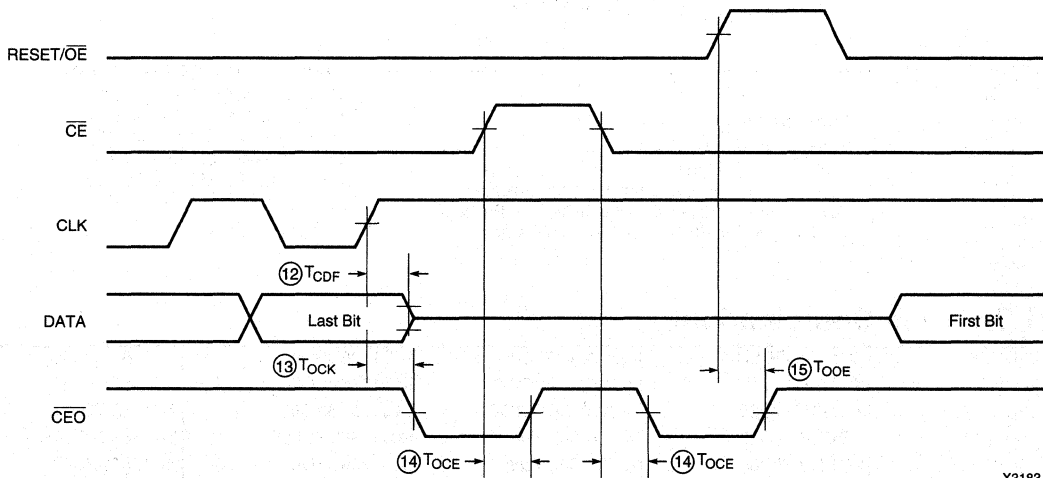 RESET/OE
CE
CLK
⑫ TCDF
DATA
Last Bit
First Bit
⑬ TOCK
⑮ TOOE
CEO
⑭ TOCE
⑭ TOCE
X3183